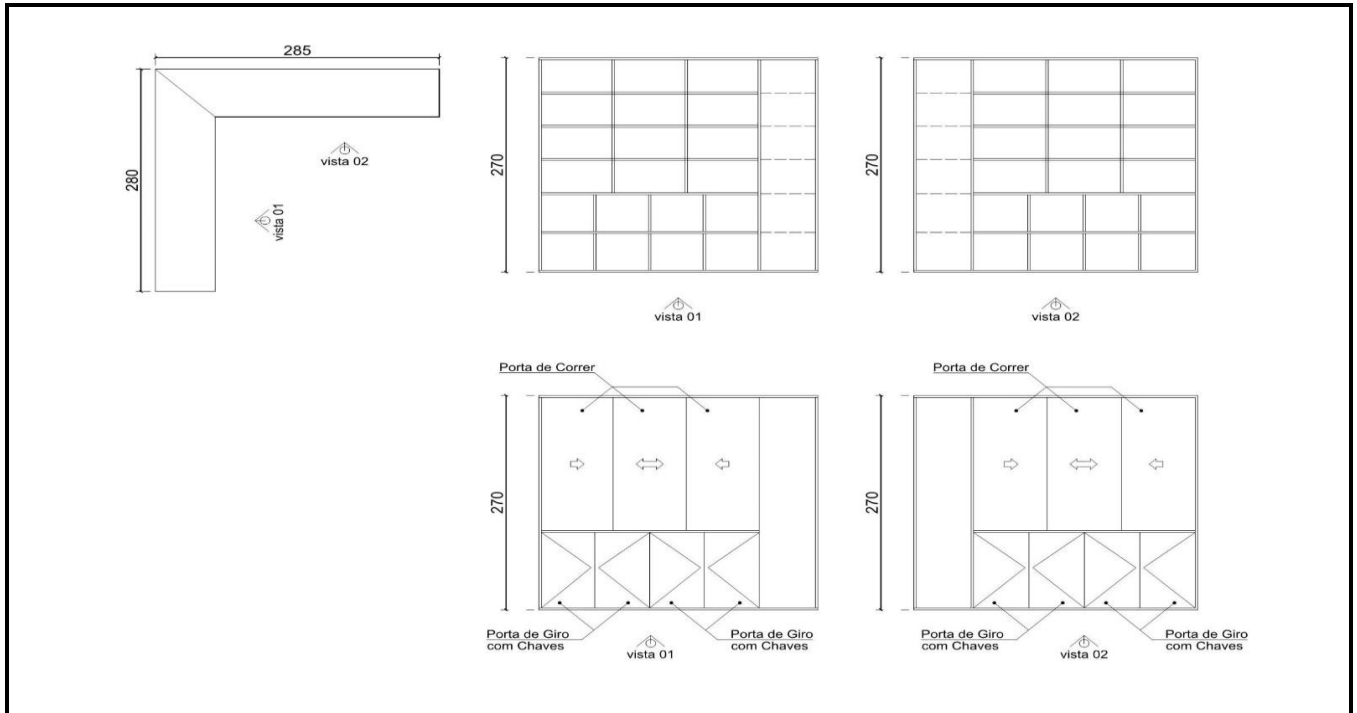 285
280
vista 02
vista 01
270
vista 01
270
vista 02
Porta de Correr
270
Porta de Giro
com Chaves
vista 01
Porta de Giro
com Chaves
Porta de Correr
270
Porta de Giro
com Chaves
vista 02
Porta de Giro
com Chaves